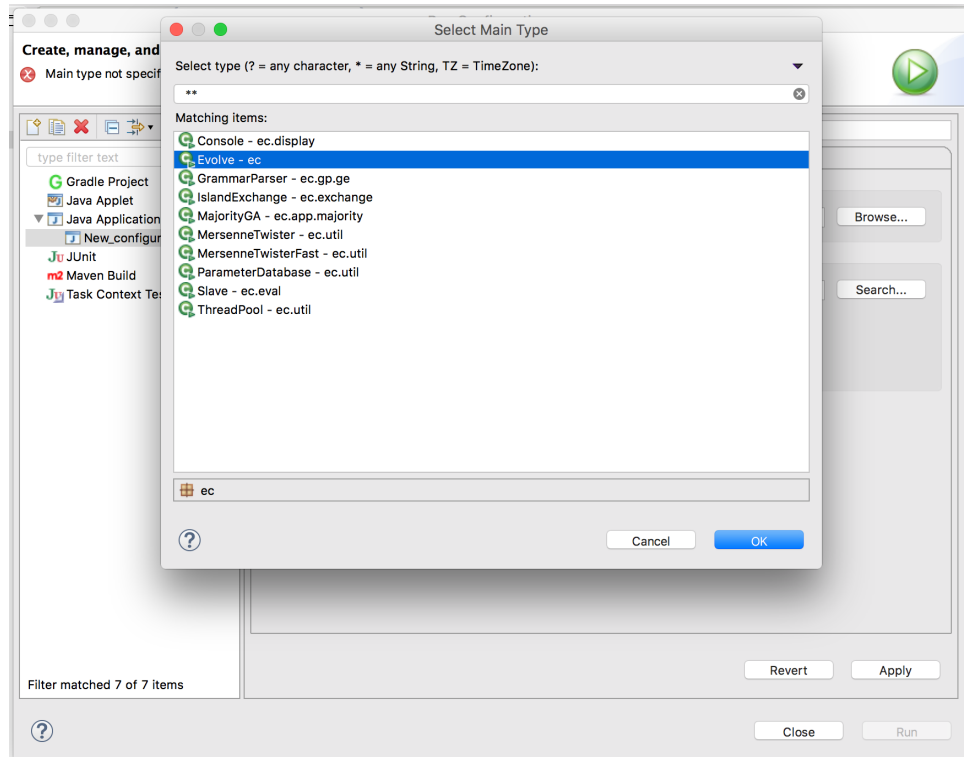 Select Main Type
Create, manage, and
Main type not specif
Select type (? = any character, * = any String, TZ = TimeZone):
**
Matching items:
Console - ec.display
Evolve - ec
GrammarParser - ec.gp.ge
IslandExchange - ec.exchange
MajorityGA - ec.app.majority
MersenneTwister - ec.util
MersenneTwisterFast - ec.util
ParameterDatabase - ec.util
Slave - ec.eval
ThreadPool - ec.util
ec
Cancel
OK
type filter text
Gradle Project
Java Applet
Java Application
New_configur
JUnit
Maven Build
Task Context Te
Browse...
Search...
Filter matched 7 of 7 items
Revert
Apply
Close
Run